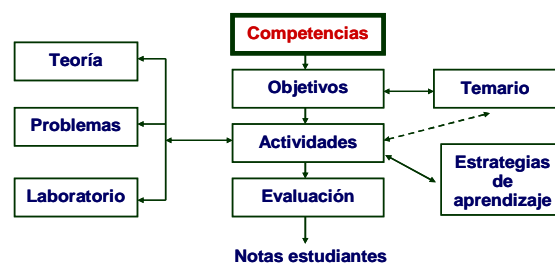 Competencias
Teoría
Objetivos
Temario
Problemas
Actividades
Estrategias
de
aprendizaje
Laboratorio
Evaluación
Notas estudiantes